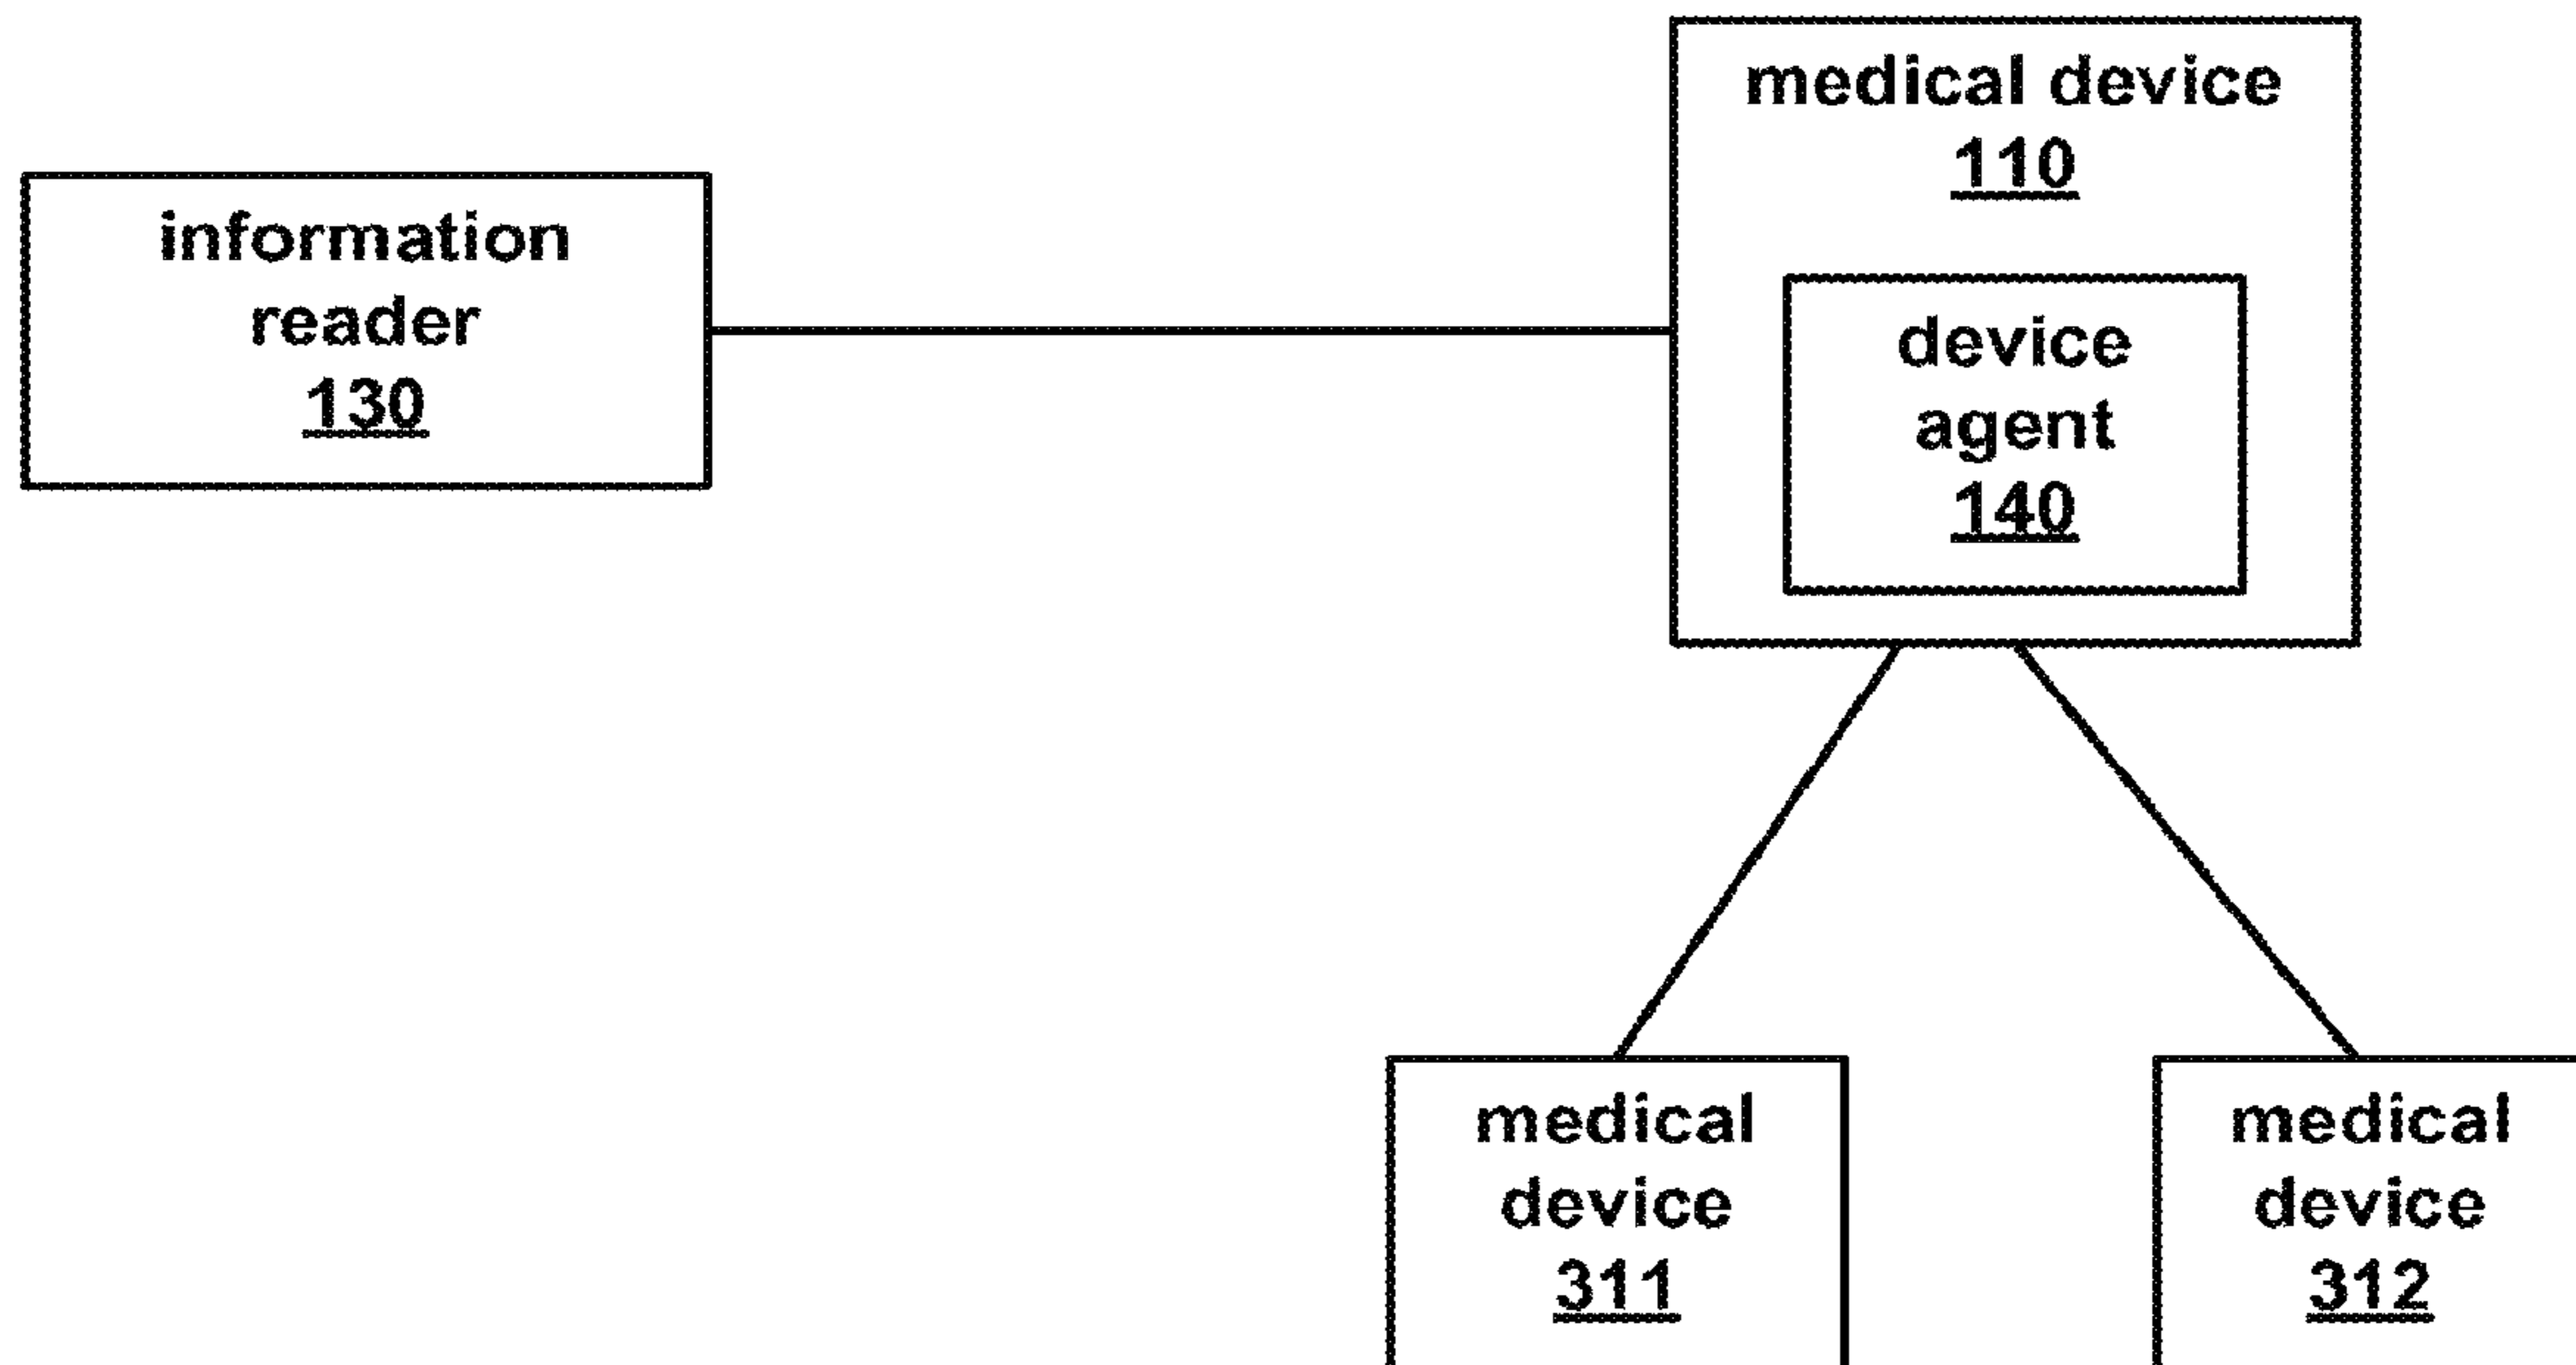 medical device
110
information
reader
130
device
agent
140
medical
device
311
medical
device
312